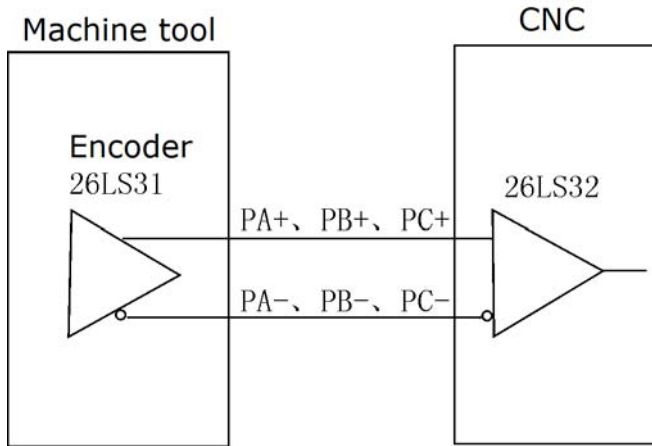 Machine tool
CNC
Encoder
26LS31
26LS32
PA+、PB+、PC+
PA-、PB-、PC-